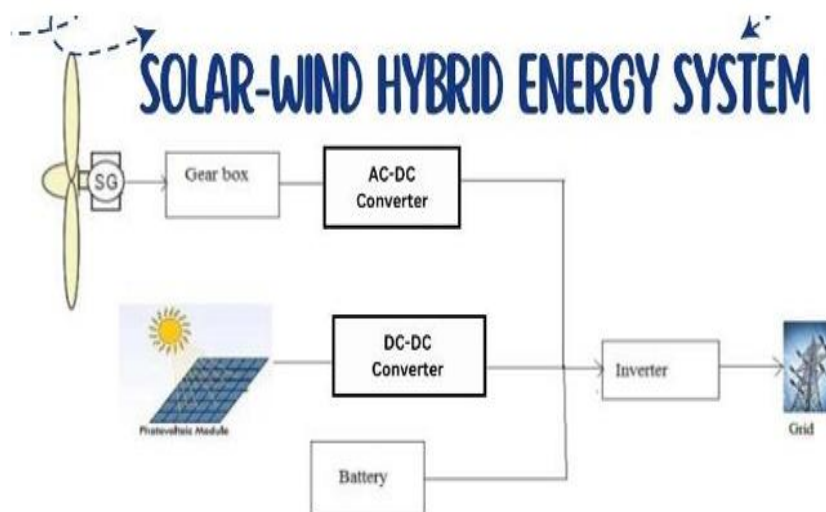 SOLAR-WIND HYBRID ENERGY SYSTEM
SG
Gear box
AC-DC
Converter
DC-DC
Converter
Photovoltaic Module
Inverter
Grid
Battery